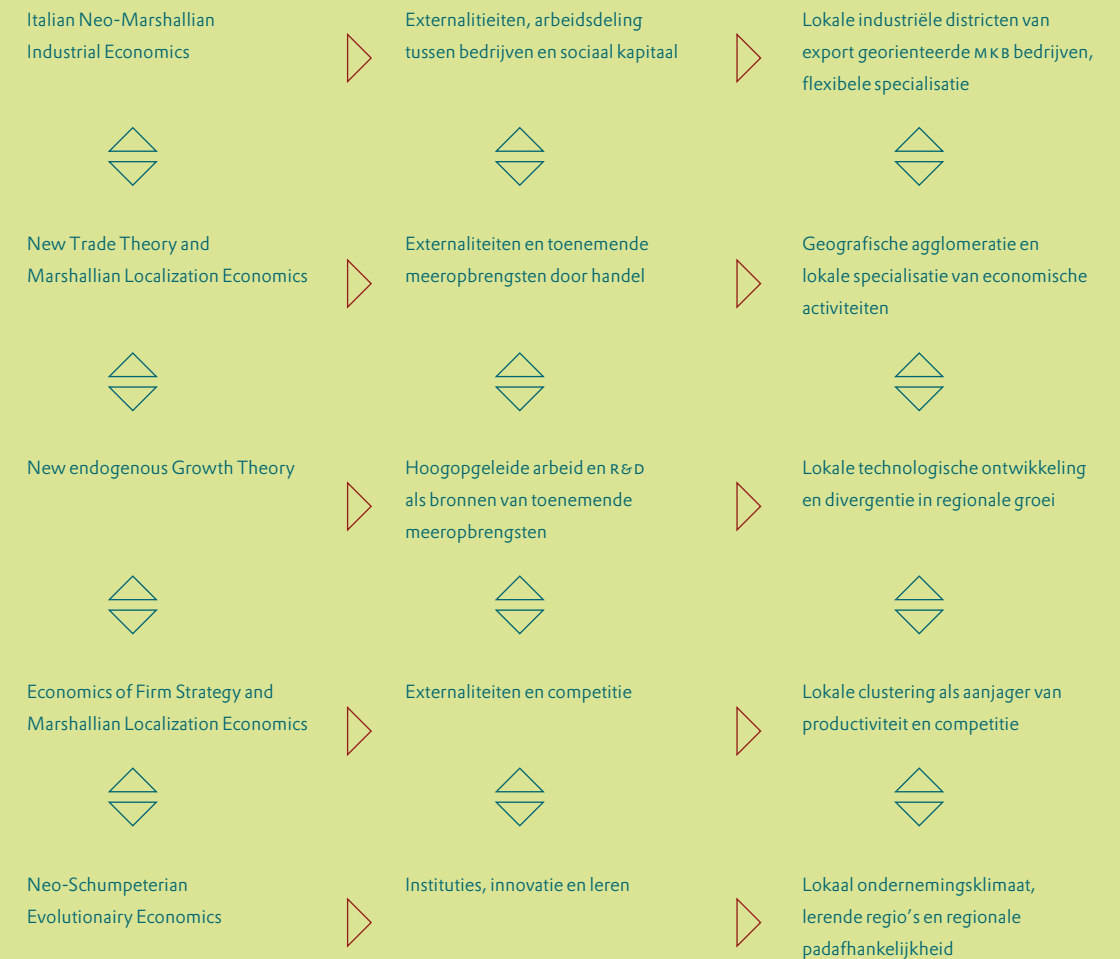 Italian Neo-Marshallian
Industrial Economics
Externalitieiten, arbeidsdeling
tussen bedrijven en sociaal kapitaal
Lokale industriële districten van
export georienteerde MKB bedrijven,
flexibele specialisatie
New Trade Theory and
Marshallian Localization Economics
Externaliteiten en toenemende
meeropbrengsten door handel
Geografische agglomeratie en
lokale specialisatie van economische
activiteiten
New endogenous Growth Theory
Hoogopgeleide arbeid en R&D
als bronnen van toenemende
meeropbrengsten
Lokale technologische ontwikkeling
en divergentie in regionale groei
Economics of Firm Strategy and
Marshallian Localization Economics
Externaliteiten en competitie
Lokale clustering als aanjager van
productiviteit en competitie
Neo-Schumpeterian
Evolutionairy Economics
Instituties, innovatie en leren
Lokaal ondernemingsklimaat,
lerende regio's en regionale
padafhankelijkheid